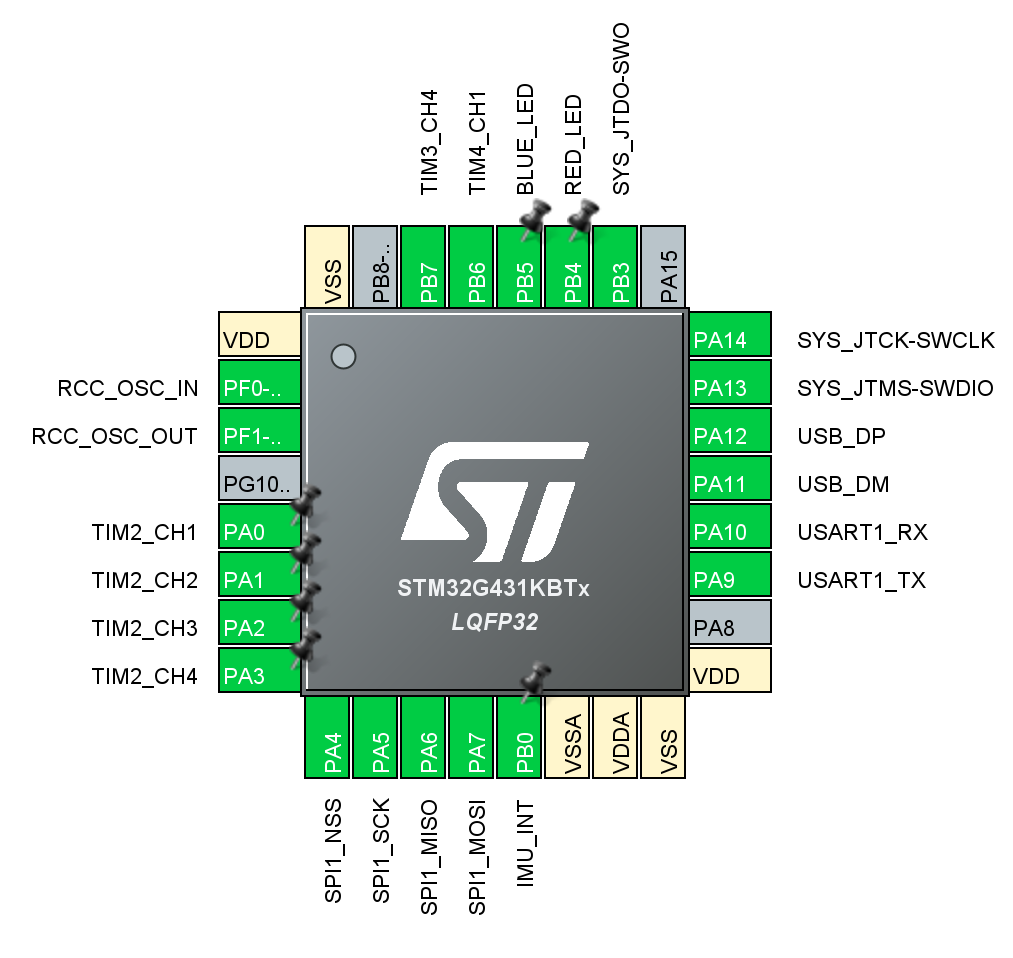 TIM3_CH4
TIM4_CH1
BLUE_LED
RED_LED
SYS_JTDO-SWO
VSS
PB8-..
PB7
PB6
PB5
PB4
PB3
PA15
VDD
RCC_OSC_IN PF0-..
RCC_OSC_OUT PF1-..
PG10..
TIM2_CH1 PA0
TIM2_CH2 PA1
TIM2_CH3 PA2
TIM2_CH4 PA3
ST
STM32G431KBTx
LQFP32
PA14 SYS_JTCK-SWCLK
PA13 SYS_JTMS-SWDIO
PA12 USB_DP
PA11 USB_DM
PA10 USART1_RX
PA9 USART1_TX
PA8
VDD
PA4
PA5
PA6
PA7
PB0
VSSA
VDDA
VSS
SPI1_NSS
SPI1_SCK
SPI1_MISO
SPI1_MOSI
IMU_INT